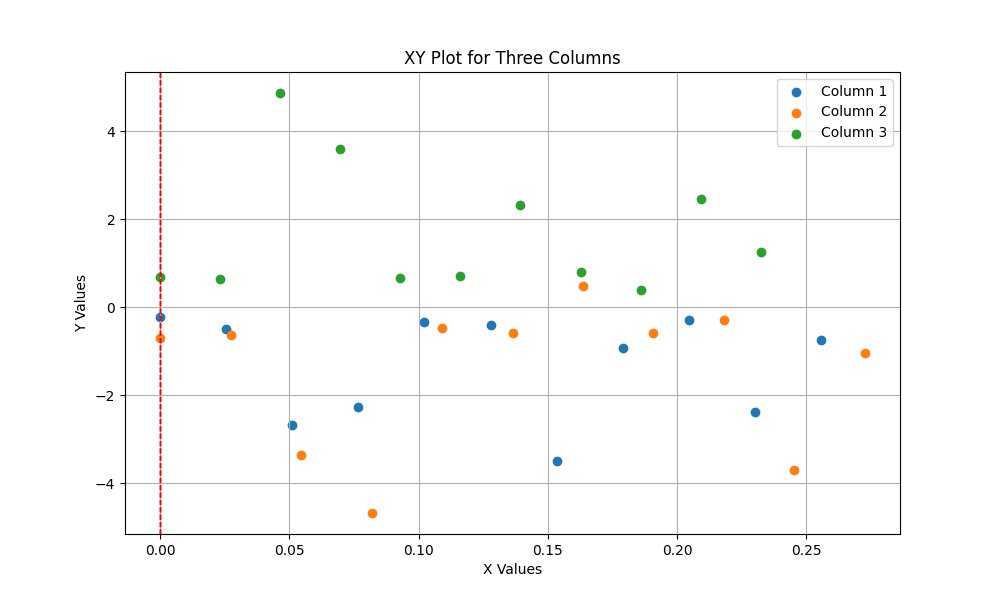 XY Plot for Three Columns
Column 1
Column 2
Column 3
Y Values
4
2
0
−2
−4
0.00 0.05 0.10 0.15 0.20 0.25
X Values